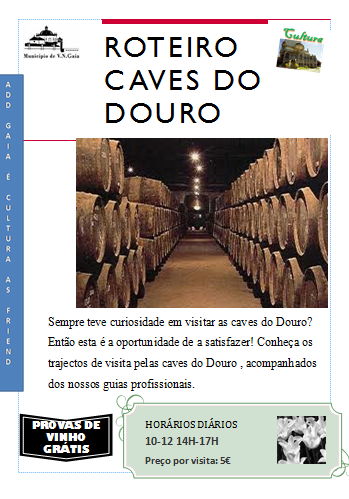 Município de V.N.Gaia
ROTEIRO
CAVES DO
DOURO
Cultura
ADD GAIA É CULTURA AS FRIEND
Sempre teve curiosidade em visitar as caves do Douro?
Então esta é a oportunidade de a satisfazer! Conheça os
trajectos de visita pelas caves do Douro , acompanhados
dos nossos guias profissionais.
PROVAS DE
VINHO
GRÁTIS
HORÁRIOS DIÁRIOS
10-12 14H-17H
Preço por visita: 5€